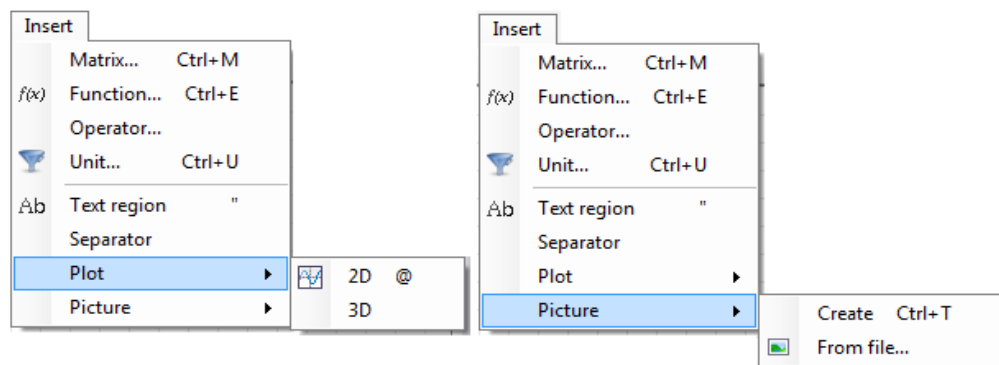 Insert
Matrix... Ctrl+M
f(x) Function... Ctrl+E
Operator...
Unit... Ctrl+U
Ab Text region "
Separator
Plot
2D @
Picture
3D
Insert
Matrix... Ctrl+M
f(x) Function... Ctrl+E
Operator...
Unit... Ctrl+U
Ab Text region "
Separator
Plot
Picture
Create Ctrl+T
From file...